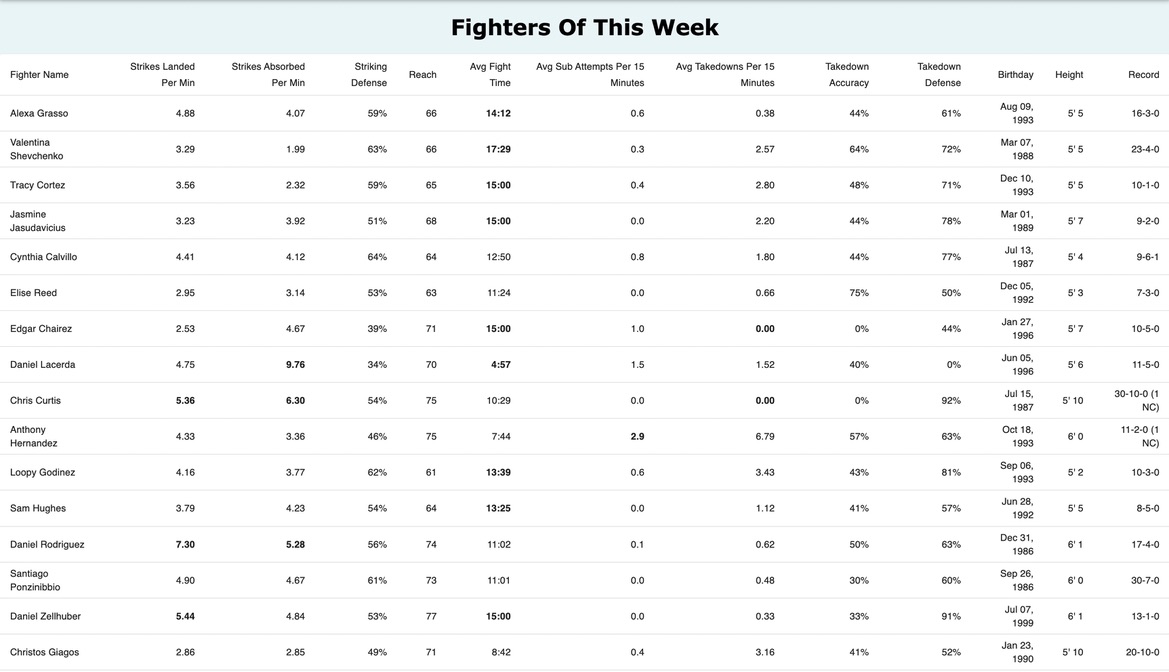 Fighters Of This Week
Fighter Name Strikes Landed Per Min Strikes Absorbed Per Min Striking Defense Reach Avg Fight Time Avg Sub Attempts Per 15 Minutes Avg Takedowns Per 15 Minutes Takedown Accuracy Takedown Defense Birthday Height Record
Alexa Grasso 4.88 4.07 59% 66 14:12 0.6 0.38 44% 61% Aug 09, 1993 5' 5 16-3-0
Valentina Shevchenko 3.29 1.99 63% 66 17:29 0.3 2.57 64% 72% Mar 07, 1988 5' 5 23-4-0
Tracy Cortez 3.56 2.32 59% 65 15:00 0.4 2.80 48% 71% Dec 10, 1993 5' 5 10-1-0
Jasmine Jasudavicius 3.23 3.92 51% 68 15:00 0.0 2.20 44% 78% Mar 01, 1989 5' 7 9-2-0
Cynthia Calvillo 4.41 4.12 64% 64 12:50 0.8 1.80 44% 77% Jul 13, 1987 5' 4 9-6-1
Elise Reed 2.95 3.14 53% 63 11:24 0.0 0.66 75% 50% Dec 05, 1992 5' 3 7-3-0
Edgar Chairez 2.53 4.67 39% 71 15:00 1.0 0.00 0% 44% Jan 27, 1996 5' 7 10-5-0
Daniel Lacerda 4.75 9.76 34% 70 4:57 1.5 1.52 40% 0% Jun 05, 1996 5' 6 11-5-0
Chris Curtis 5.36 6.30 54% 75 10:29 0.0 0.00 0% 92% Jul 15, 1987 5' 10 30-10-0 (1 NC)
Anthony Hernandez 4.33 3.36 46% 75 7:44 2.9 6.79 57% 63% Oct 18, 1993 6' 0 11-2-0 (1 NC)
Loopy Godinez 4.16 3.77 62% 61 13:39 0.6 3.43 43% 81% Sep 06, 1993 5' 2 10-3-0
Sam Hughes 3.79 4.23 54% 64 13:25 0.0 1.12 41% 57% Jun 28, 1992 5' 5 8-5-0
Daniel Rodriguez 7.30 5.28 56% 74 11:02 0.1 0.62 50% 63% Dec 31, 1986 6' 1 17-4-0
Santiago Ponzinibbio 4.90 4.67 61% 73 11:01 0.0 0.48 30% 60% Sep 26, 1986 6' 0 30-7-0
Daniel Zellhuber 5.44 4.84 53% 77 15:00 0.0 0.33 33% 91% Jul 07, 1999 6' 1 13-1-0
Christos Giagos 2.86 2.85 49% 71 8:42 0.4 3.16 41% 52% Jan 23, 1990 5' 10 20-10-0